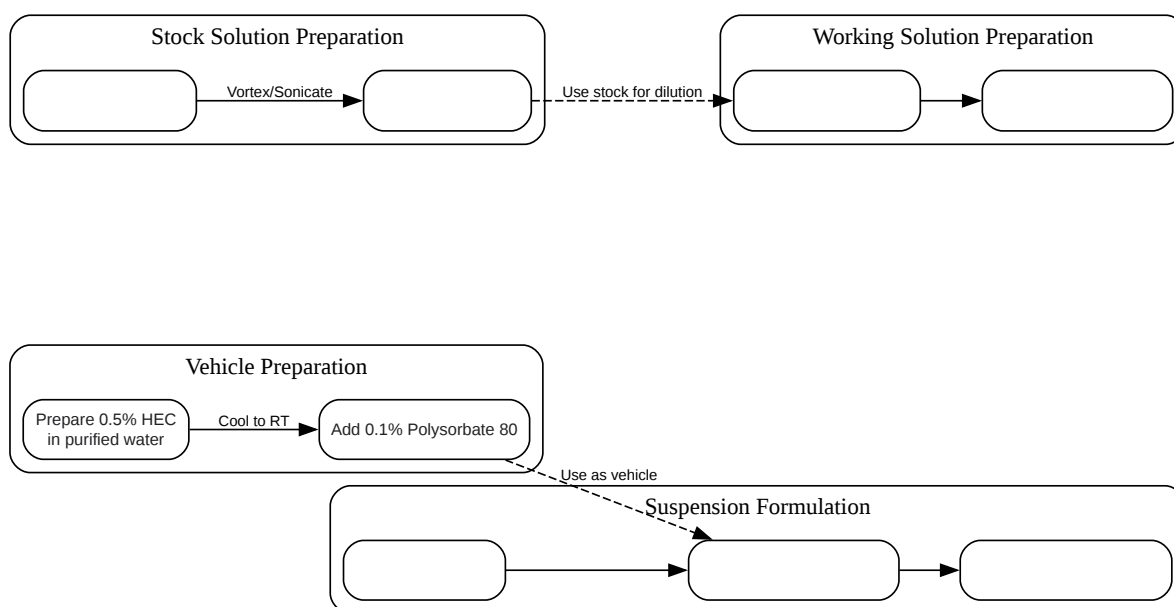 Stock Solution Preparation
Vortex/Sonicate
Use stock for dilution
Working Solution Preparation
Vehicle Preparation
Prepare 0.5% HEC
in purified water
Cool to RT
Add 0.1% Polysorbate 80
Use as vehicle
Suspension Formulation